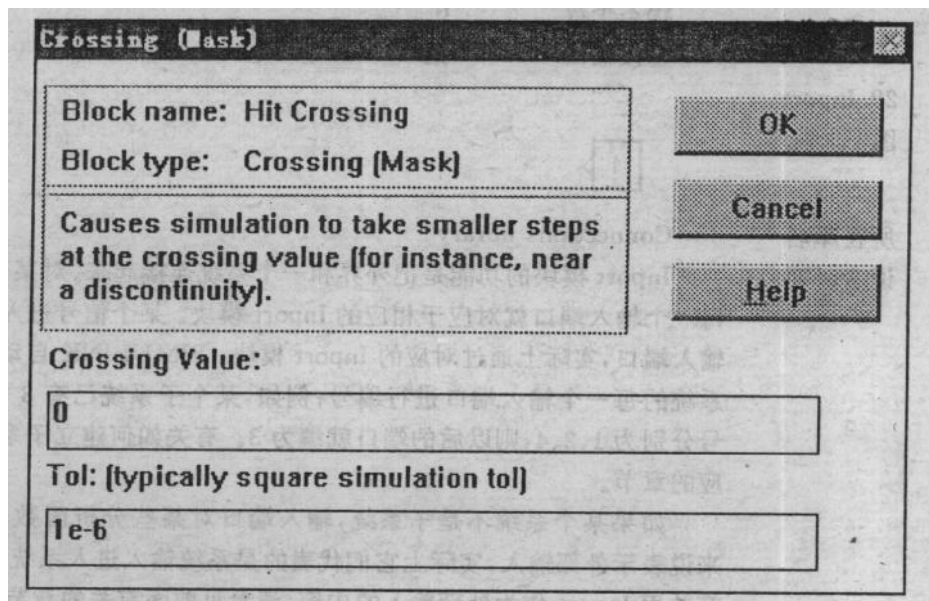 Crossing (Mask)
Block name: Hit Crossing
Block type: Crossing (Mask)
Causes simulation to take smaller steps
at the crossing value (for instance, near
a discontinuity).
OK
Cancel
Help
Crossing Value:
0
Tol: (typically square simulation tol)
1e-6